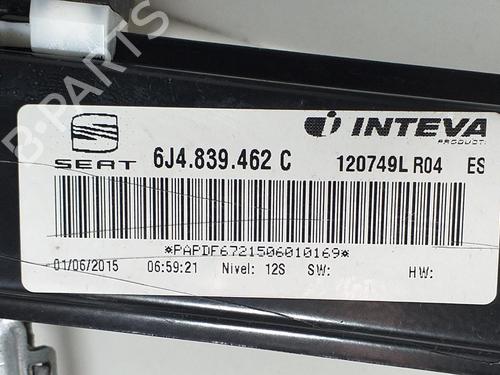 B-PARTS
SEAT
6J4.839.462 C
INTEVA
PRODUCTS
120749L R04 ES
*PAPDF6721506010169*
01/06/2015 06:59:21 Nivel: 12S SW: HW: